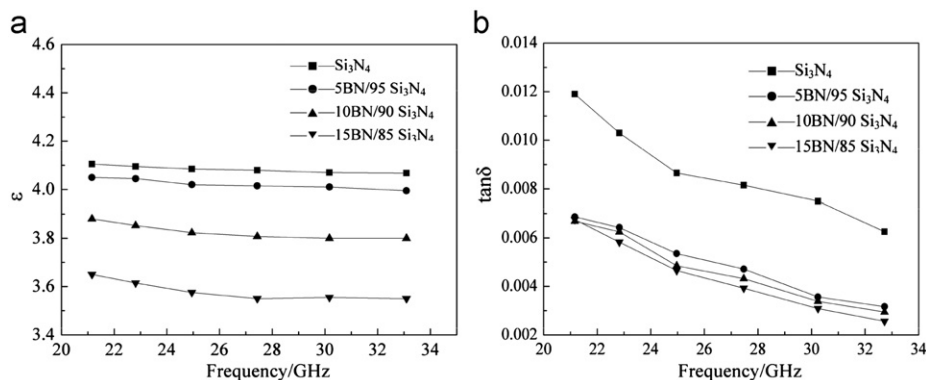 a
4.6
4.4
4.2
4.0
3.8
3.6
3.4
ε
20 22 24 26 28 30 32 34
Frequency/GHz
Si₃N₄
5BN/95 Si₃N₄
10BN/90 Si₃N₄
15BN/85 Si₃N₄
b
0.014
0.012
0.010
0.008
0.006
0.004
0.002
tanδ
20 22 24 26 28 30 32 34
Frequency/GHz
Si₃N₄
5BN/95 Si₃N₄
10BN/90 Si₃N₄
15BN/85 Si₃N₄